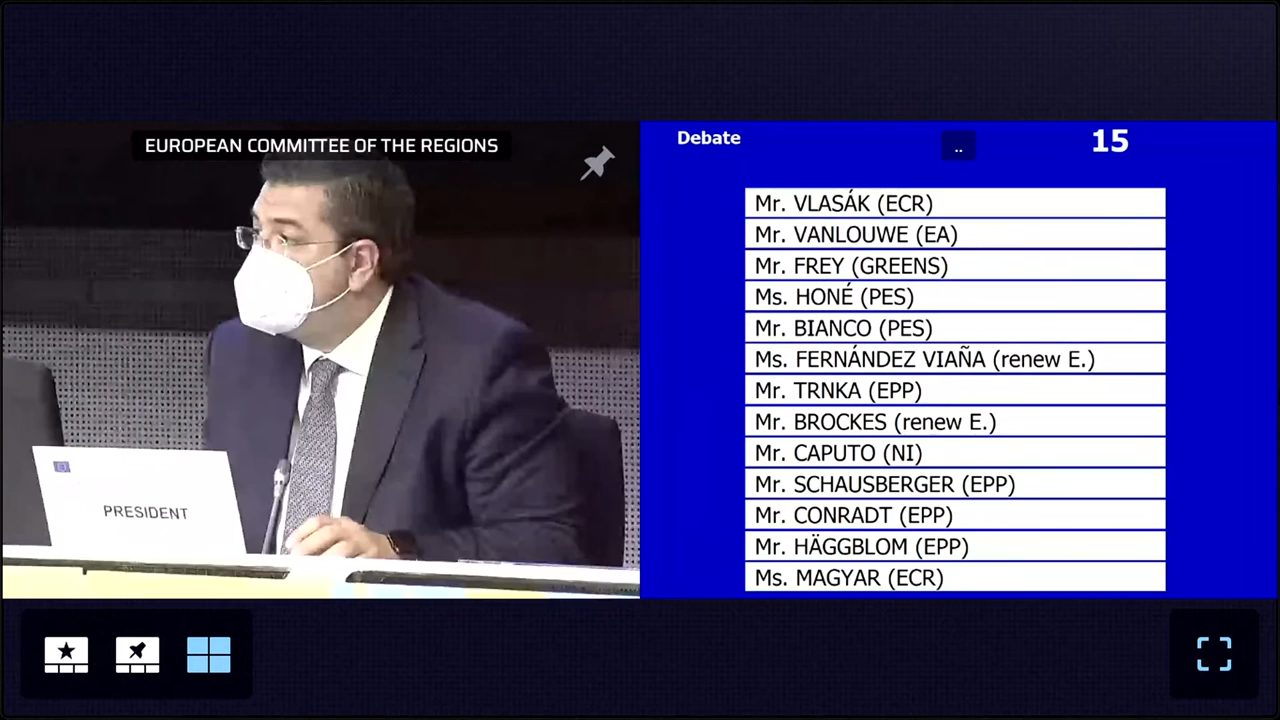 EUROPEAN COMMITTEE OF THE REGIONS
PRESIDENT
Debate
..
15
Mr. VLASÁK (ECR)
Mr. VANLOUWE (EA)
Mr. FREY (GREENS)
Ms. HONÉ (PES)
Mr. BIANCO (PES)
Ms. FERNÁNDEZ VIAÑA (renew E.)
Mr. TRNKA (EPP)
Mr. BROCKES (renew E.)
Mr. CAPUTO (NI)
Mr. SCHAUSBERGER (EPP)
Mr. CONRADT (EPP)
Mr. HÄGGBLOM (EPP)
Ms. MAGYAR (ECR)